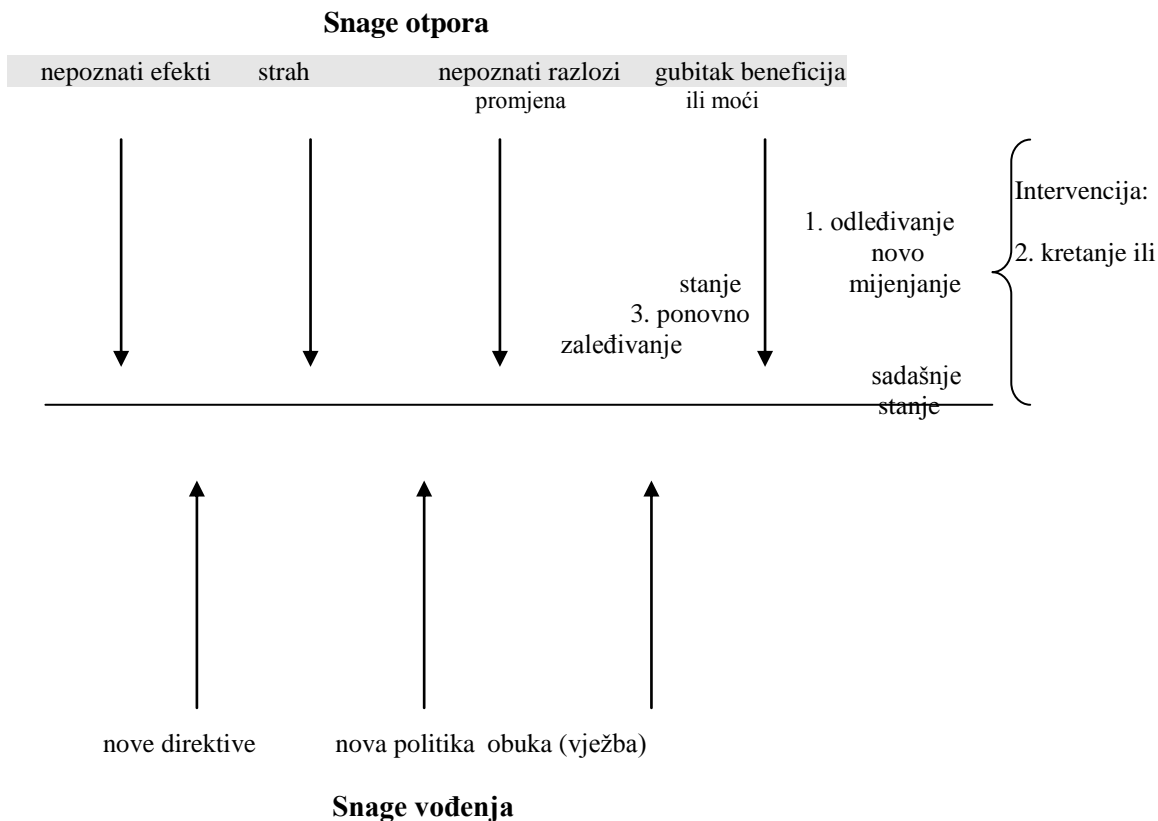 Snage otpora
nepoznati efekti strah nepoznati razlozi gubitak beneficija
promjena ili moći
Intervencija:
1. odleđivanje
novo 2. kretanje ili
stanje mijenjanje
3. ponovno
zaleđivanje
sadašnje
stanje
nove direktive nova politika obuka (vježba)
Snage vođenja